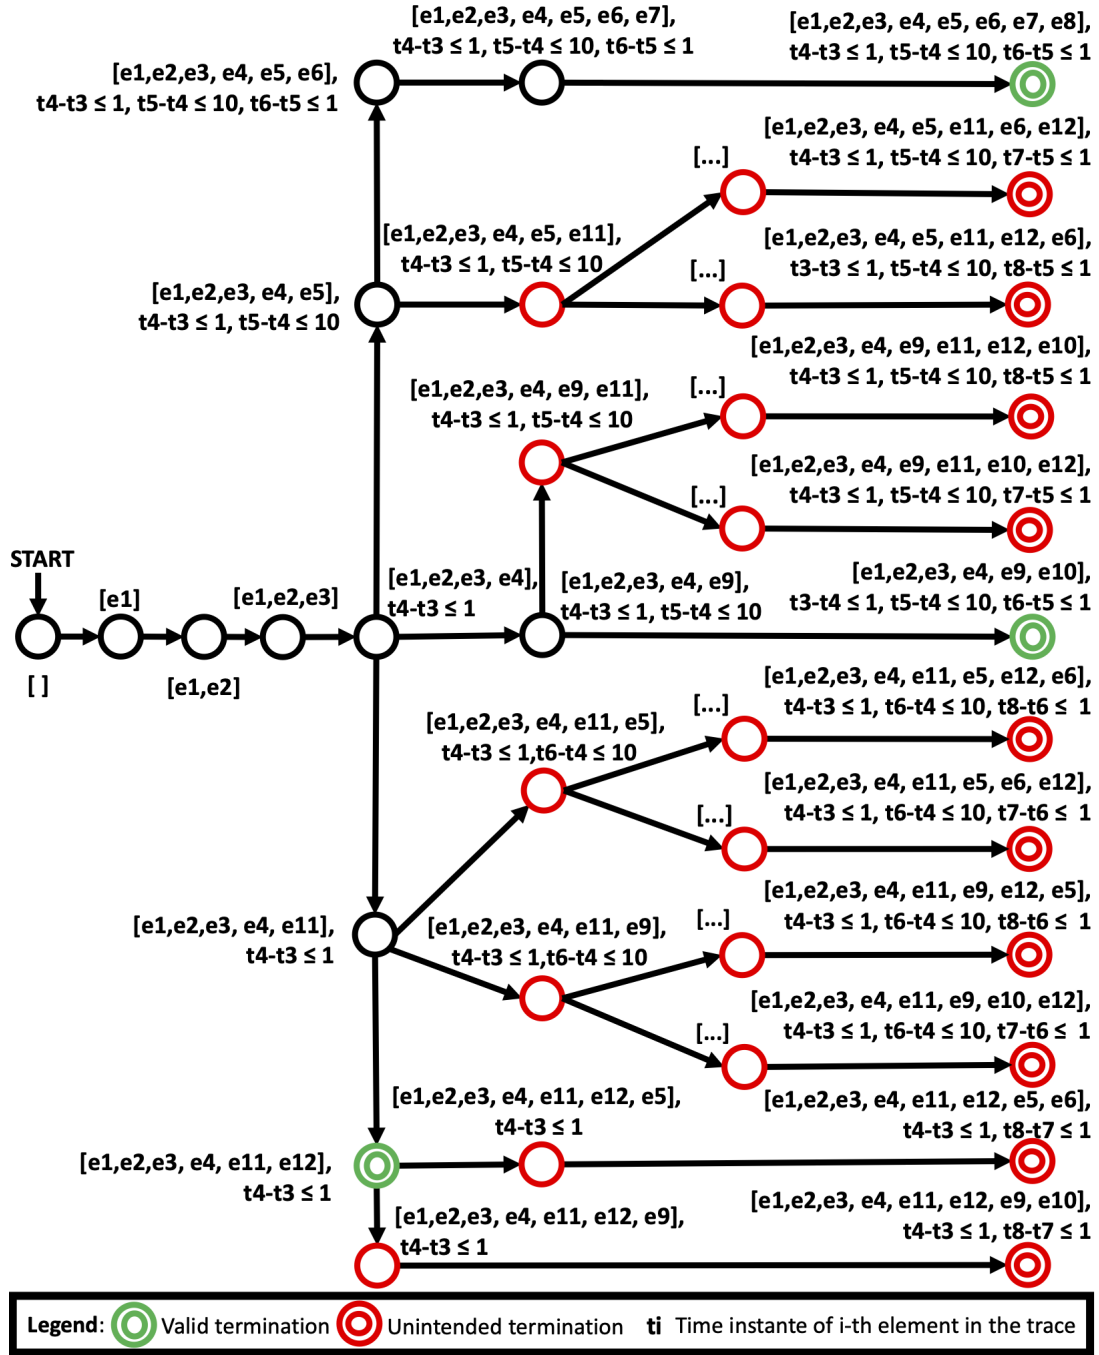 [e1,e2,e3, e4, e5, e6, e7],
t4-t3 ≤ 1, t5-t4 ≤ 10, t6-t5 ≤ 1
[e1,e2,e3, e4, e5, e6, e7, e8],
t4-t3 ≤ 1, t5-t4 ≤ 10, t6-t5 ≤ 1
[e1,e2,e3, e4, e5, e6],
t4-t3 ≤ 1, t5-t4 ≤ 10, t6-t5 ≤ 1
[e1,e2,e3, e4, e5, e11, e6, e12],
t4-t3 ≤ 1, t5-t4 ≤ 10, t7-t5 ≤ 1
[...]
[e1,e2,e3, e4, e5, e11],
t4-t3 ≤ 1, t5-t4 ≤ 10
[e1,e2,e3, e4, e5, e11, e12, e6],
t3-t3 ≤ 1, t5-t4 ≤ 10, t8-t5 ≤ 1
[...]
[e1,e2,e3, e4, e5],
t4-t3 ≤ 1, t5-t4 ≤ 10
[e1,e2,e3, e4, e9, e11, e12, e10],
t4-t3 ≤ 1, t5-t4 ≤ 10, t8-t5 ≤ 1
[...]
[e1,e2,e3, e4, e9, e11],
t4-t3 ≤ 1, t5-t4 ≤ 10
[e1,e2,e3, e4, e9, e11, e10, e12],
t4-t3 ≤ 1, t5-t4 ≤ 10, t7-t5 ≤ 1
[...]
START
[e1]
[e1,e2,e3]
[e1,e2,e3, e4],
t4-t3 ≤ 1
[e1,e2,e3, e4, e9],
t4-t3 ≤ 1, t5-t4 ≤ 10
[e1,e2,e3, e4, e9, e10],
t3-t4 ≤ 1, t5-t4 ≤ 10, t6-t5 ≤ 1
[ ]
[e1,e2]
[e1,e2,e3, e4, e11, e5, e12, e6],
t4-t3 ≤ 1, t6-t4 ≤ 10, t8-t6 ≤ 1
[...]
[e1,e2,e3, e4, e11, e5],
t4-t3 ≤ 1,t6-t4 ≤ 10
[e1,e2,e3, e4, e11, e5, e6, e12],
t4-t3 ≤ 1, t6-t4 ≤ 10, t7-t6 ≤ 1
[...]
[e1,e2,e3, e4, e11],
t4-t3 ≤ 1
[e1,e2,e3, e4, e11, e9, e12, e5],
t4-t3 ≤ 1, t6-t4 ≤ 10, t8-t6 ≤ 1
[...]
[e1,e2,e3, e4, e11, e9],
t4-t3 ≤ 1,t6-t4 ≤ 10
[e1,e2,e3, e4, e11, e9, e10, e12],
t4-t3 ≤ 1, t6-t4 ≤ 10, t7-t6 ≤ 1
[...]
[e1,e2,e3, e4, e11, e12, e5],
t4-t3 ≤ 1
[e1,e2,e3, e4, e11, e12, e5, e6],
t4-t3 ≤ 1, t8-t7 ≤ 1
[e1,e2,e3, e4, e11, e12],
t4-t3 ≤ 1
[e1,e2,e3, e4, e11, e12, e9],
t4-t3 ≤ 1
[e1,e2,e3, e4, e11, e12, e9, e10],
t4-t3 ≤ 1, t8-t7 ≤ 1
Legend: Valid termination Unintended termination ti Time instante of i-th element in the trace